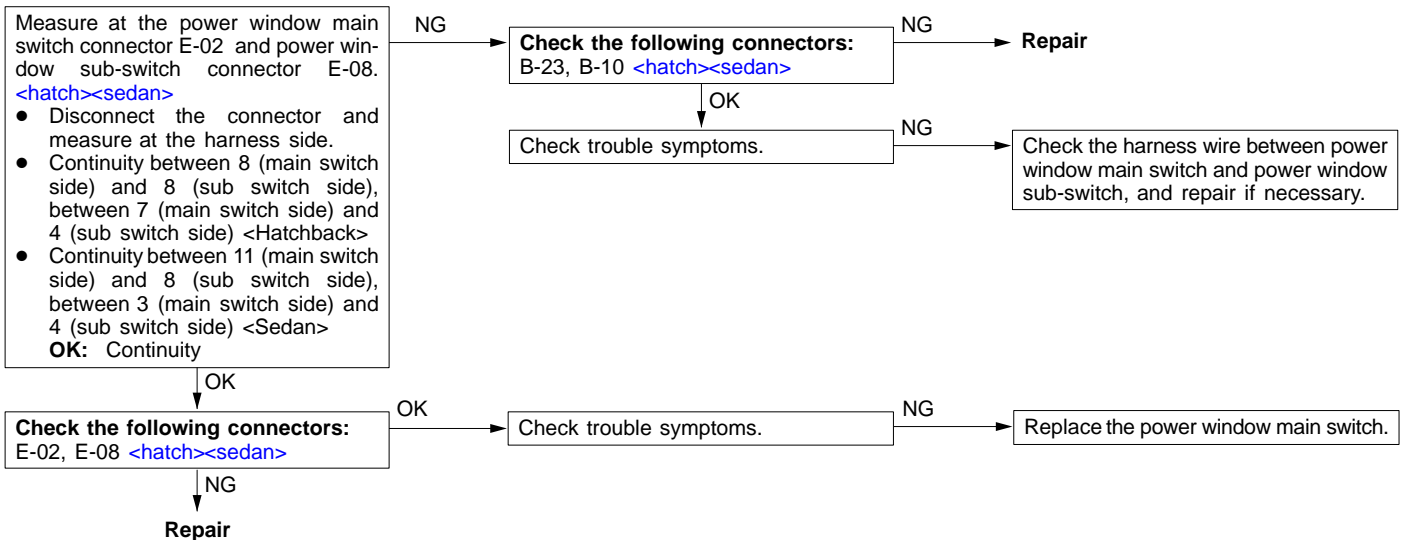 Measure at the power window main
switch connector E-02 and power win-
dow sub-switch connector E-08.
<hatch><sedan>
● Disconnect the connector and
measure at the harness side.
● Continuity between 8 (main switch
side) and 8 (sub switch side),
between 7 (main switch side) and
4 (sub switch side) <Hatchback>
● Continuity between 11 (main switch
side) and 8 (sub switch side),
between 3 (main switch side) and
4 (sub switch side) <Sedan>
OK: Continuity
NG
Check the following connectors:
B-23, B-10 <hatch><sedan>
NG
Repair
OK
Check trouble symptoms.
NG
Check the harness wire between power
window main switch and power window
sub-switch, and repair if necessary.
OK
Check the following connectors:
E-02, E-08 <hatch><sedan>
OK
Check trouble symptoms.
NG
Replace the power window main switch.
NG
Repair